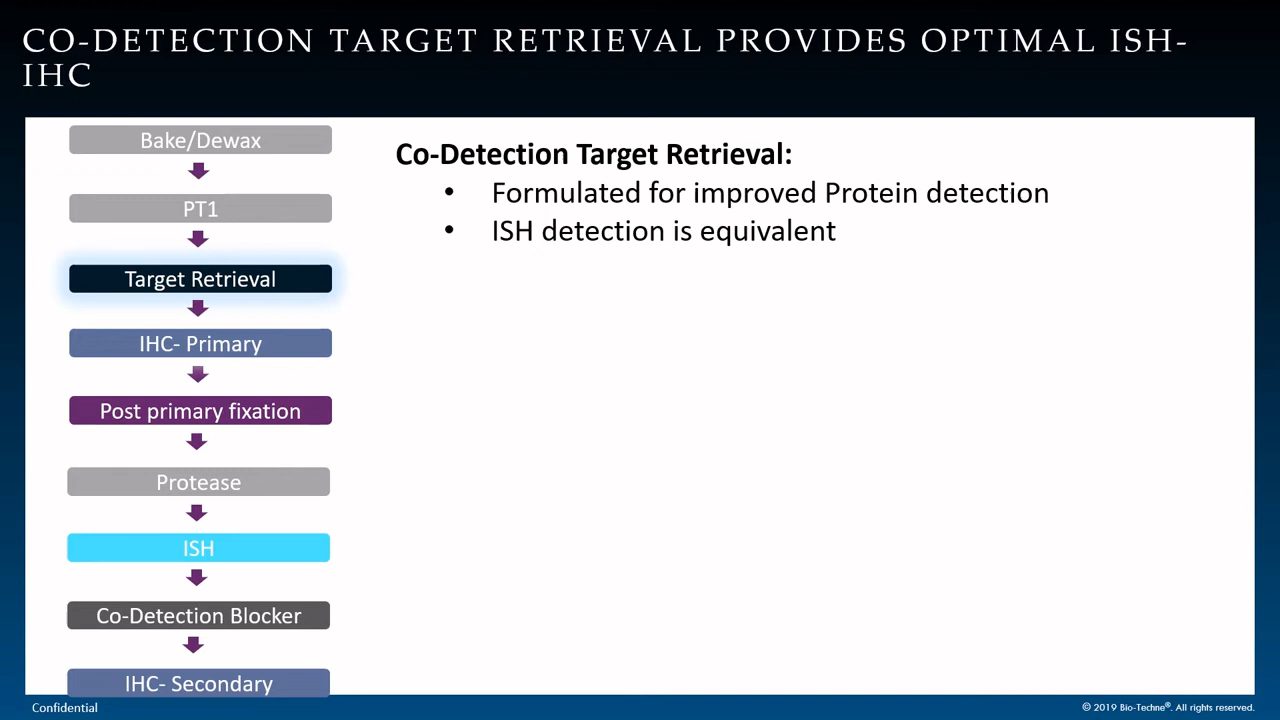 CO-DETECTION TARGET RETRIEVAL PROVIDES OPTIMAL ISH-
IHC
Bake/Dewax
PT1
Target Retrieval
IHC- Primary
Post primary fixation
Protease
ISH
Co-Detection Blocker
IHC- Secondary
Co-Detection Target Retrieval:
• Formulated for improved Protein detection
• ISH detection is equivalent
Confidential
© 2019 Bio-Techne®. All rights reserved.